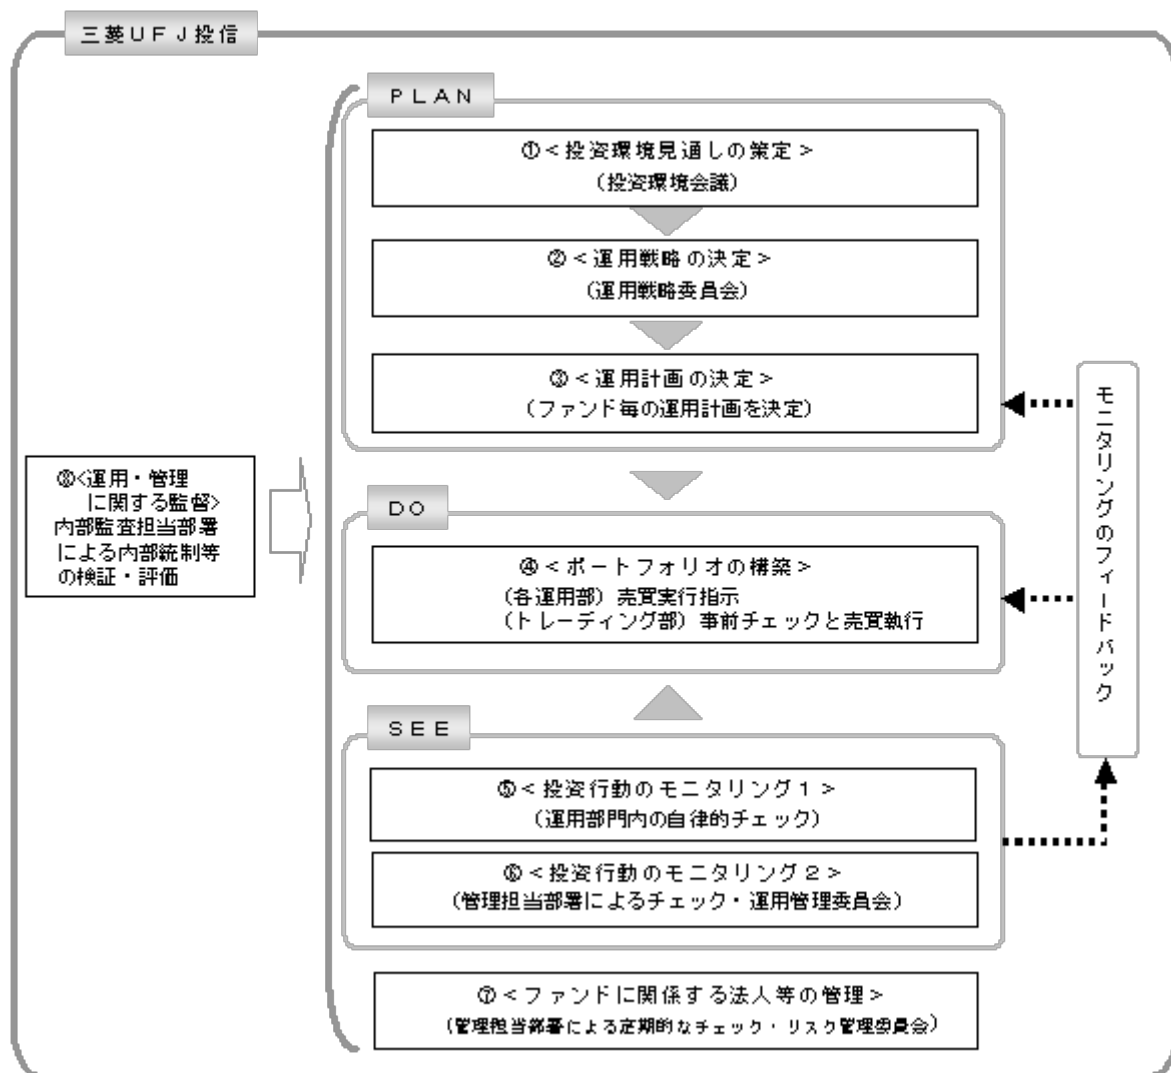 三菱UFJ投信
PLAN
①<投資環境見通しの策定>
(投資環境会議)
②<運用戦略の決定>
(運用戦略委員会)
③<運用計画の決定>
(ファンド毎の運用計画を決定)
⑧<運用・管理
に関する監督>
内部監査担当部署
による内部統制等
の検証・評価
DO
④<ポートフォリオの構築>
(各運用部)売買実行指示
(トレーディング部)事前チェックと売買執行
モニタリングのフィードバック
SEE
⑤<投資行動のモニタリング1>
(運用部門内の自律的チェック)
⑥<投資行動のモニタリング2>
(管理担当部署によるチェック・運用管理委員会)
⑦<ファンドに関係する法人等の管理>
(管理担当部署による定期的なチェック・リスク管理委員会)